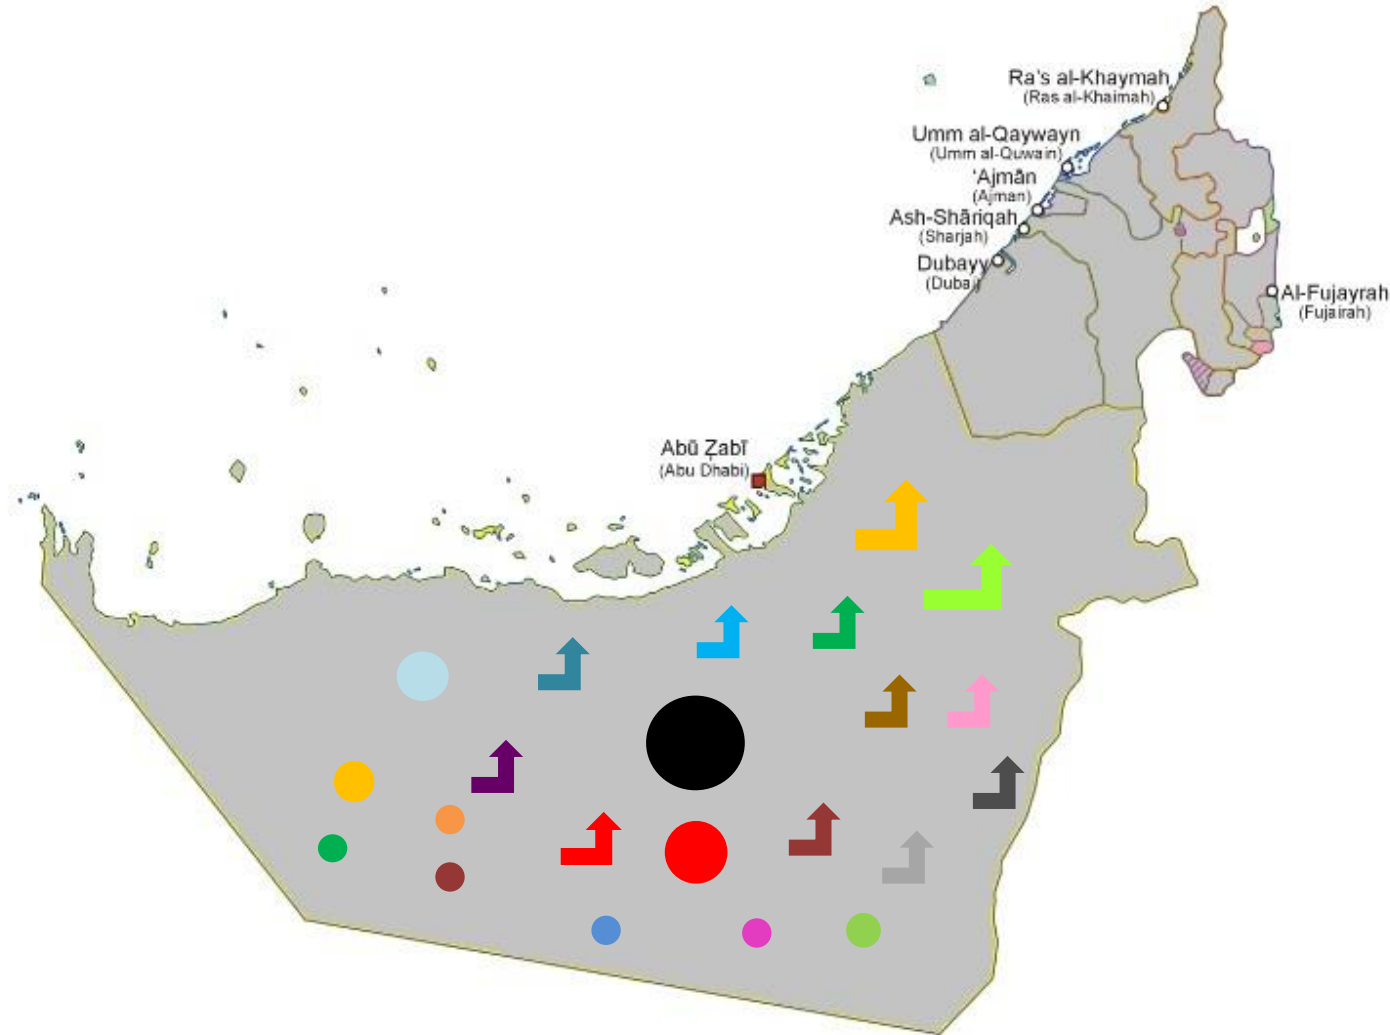 Ra's al-Khaymah
(Ras al-Khaimah)
Umm al-Qaywayn
(Umm al-Quwain)
'Ajmān
(Ajman)
Ash-Shāriqah
(Sharjah)
Dubayy
(Dubai)
Al-Fujayrah
(Fujairah)
Abū Ẓabī
(Abu Dhabi)